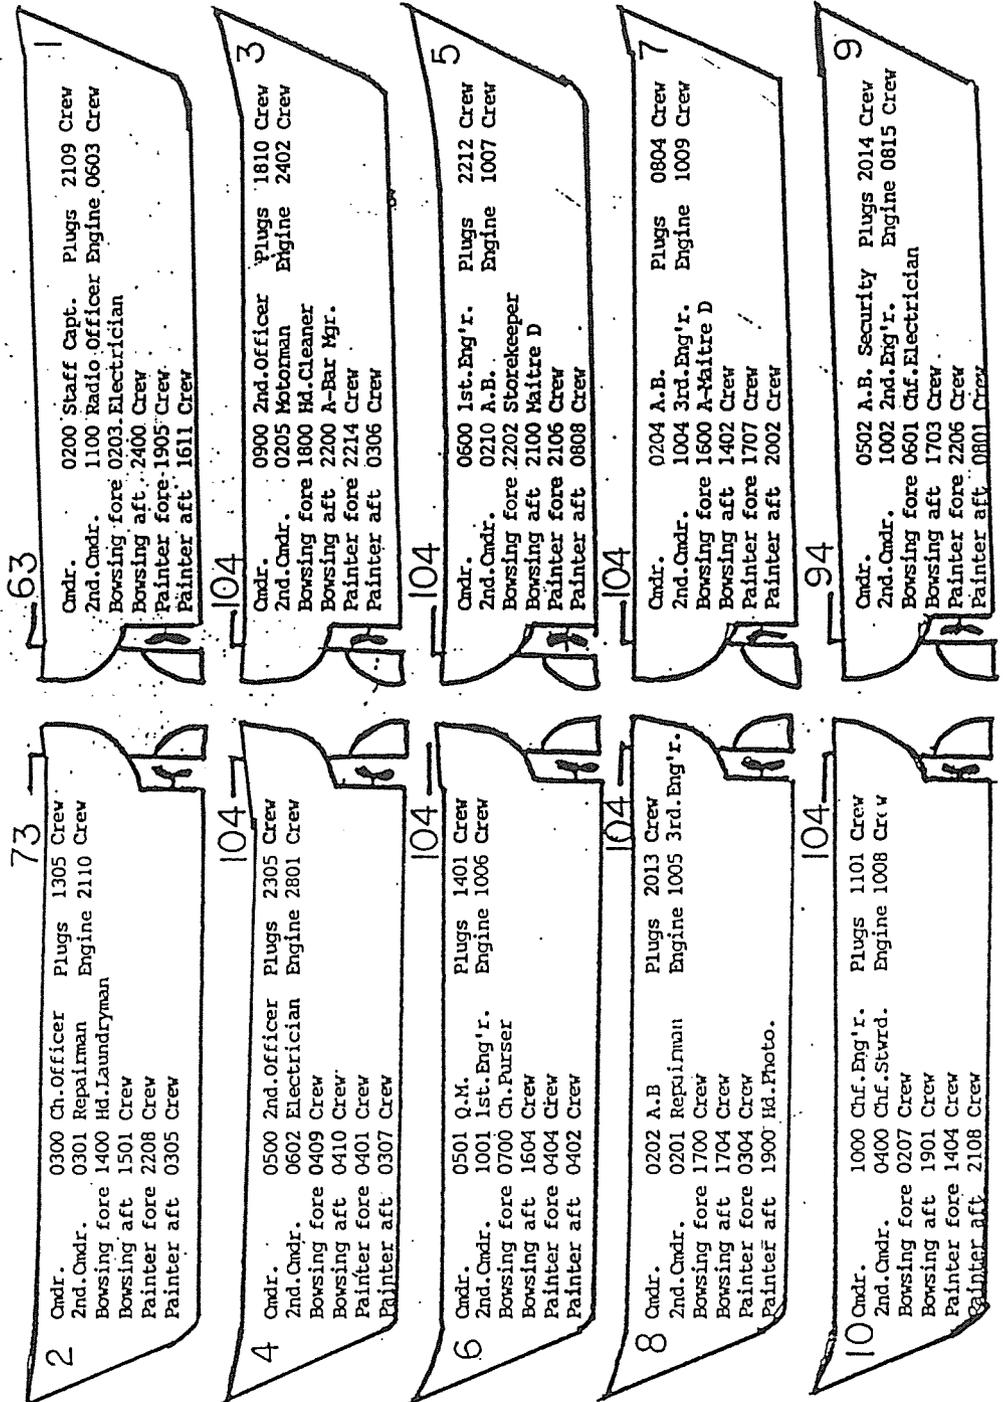 2
73
Cmdr. 0300 Ch.Officer Plugs 1305 Crew
2nd.Cmdr. 0301 Repairman Engine 2110 Crew
Bowsing fore 1400 Hd.Laundryman
Bowsing aft 1501 Crew
Painter fore 2208 Crew
Painter aft 0305 Crew
63
1
Cmdr. 0200 Staff Capt. Plugs 2109 Crew
2nd.Cmdr. 1100 Radio Officer Engine 0603 Crew
Bowsing fore 0203 Electrician
Bowsing aft 2400 Crew
Painter fore 1905 Crew
Painter aft 1611 Crew
4
104
Cmdr. 0500 2nd.Officer Plugs 2305 Crew
2nd.Cmdr. 0602 Electrician Engine 2801 Crew
Bowsing fore 0409 Crew
Bowsing aft 0410 Crew
Painter fore 0401 Crew
Painter aft 0307 Crew
104
3
Cmdr. 0900 2nd.Officer Plugs 1810 Crew
2nd.Cmdr. 0205 Motorman Engine 2402 Crew
Bowsing fore 1800 Hd.Cleaner
Bowsing aft 2200 A-Bar Mgr.
Painter fore 2214 Crew
Painter aft 0306 Crew
6
104
Cmdr. 0501 Q.M. Plugs 1401 Crew
2nd.Cmdr. 1001 1st.Eng'r. Engine 1006 Crew
Bowsing fore 0700 Ch.Purser
Bowsing aft 1604 Crew
Painter fore 0404 Crew
Painter aft 0402 Crew
104
5
Cmdr. 0600 1st.Eng'r. Plugs 2212 Crew
2nd.Cmdr. 0210 A.B. Engine 1007 Crew
Bowsing fore 2202 Storekeeper
Bowsing aft 2100 Maitre D
Painter fore 2106 Crew
Painter aft 0808 Crew
8
104
Cmdr. 0202 A.B Plugs 2013 Crew
2nd.Cmdr. 0201 Repairman Engine 1005 3rd.Eng'r.
Bowsing fore 1700 Crew
Bowsing aft 1704 Crew
Painter fore 0304 Crew
Painter aft 1900 Hd.Photo.
104
7
Cmdr. 0204 A.B. Plugs 0804 Crew
2nd.Cmdr. 1004 3rd.Eng'r. Engine 1009 Crew
Bowsing fore 1600 A-Maitre D
Bowsing aft 1402 Crew
Painter fore 1707 Crew
Painter aft 2002 Crew
10
104
Cmdr. 1000 Chf.Eng'r. Plugs 1101 Crew
2nd.Cmdr. 0400 Chf.Stwrd. Engine 1008 Crew
Bowsing fore 0207 Crew
Bowsing aft 1901 Crew
Painter fore 1404 Crew
Painter aft 2108 Crew
94
9
Cmdr. 0502 A.B. Security Plugs 2014 Crew
2nd.Cmdr. 1002 2nd.Eng'r. Engine 0815 Crew
Bowsing fore 0601 Chf.Electrician
Bowsing aft 1703 Crew
Painter fore 2206 Crew
Painter aft 0801 Crew